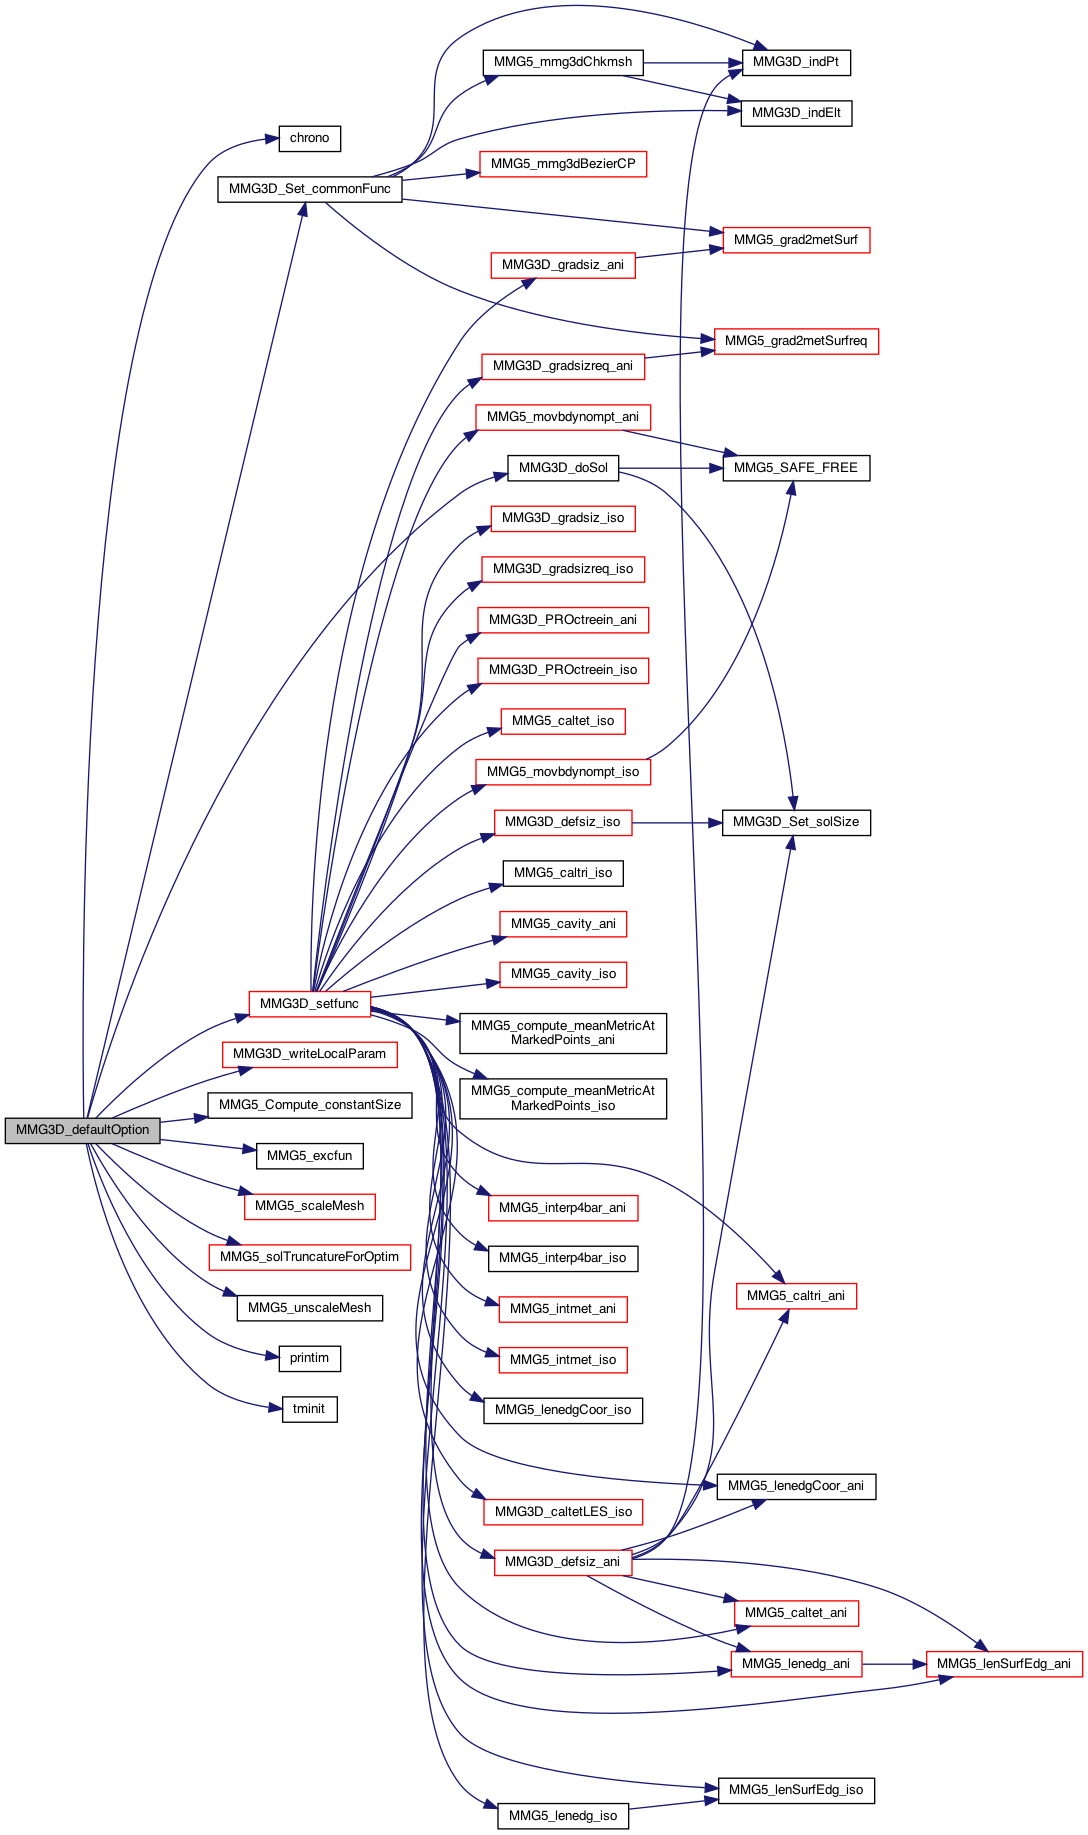 MMG5_mmg3dChkmsh
MMG3D_indPt
MMG3D_indElt
chrono
MMG5_mmg3dBezierCP
MMG3D_Set_commonFunc
MMG5_grad2metSurf
MMG3D_gradsiz_ani
MMG5_grad2metSurfreq
MMG3D_gradsizreq_ani
MMG5_movbdynompt_ani
MMG3D_doSol
MMG5_SAFE_FREE
MMG3D_gradsiz_iso
MMG3D_gradsizreq_iso
MMG3D_PROctreein_ani
MMG3D_PROctreein_iso
MMG5_caltet_iso
MMG5_movbdynompt_iso
MMG3D_defsiz_iso
MMG3D_Set_solSize
MMG5_caltri_iso
MMG5_cavity_ani
MMG5_cavity_iso
MMG3D_setfunc
MMG5_compute_meanMetricAt
MarkedPoints_ani
MMG3D_writeLocalParam
MMG5_compute_meanMetricAt
MarkedPoints_iso
MMG5_Compute_constantSize
MMG3D_defaultOption
MMG5_excfun
MMG5_scaleMesh
MMG5_interp4bar_ani
MMG5_solTruncatureForOptim
MMG5_interp4bar_iso
MMG5_unscaleMesh
MMG5_intmet_ani
MMG5_caltri_ani
printim
MMG5_intmet_iso
tminit
MMG5_lenedgCoor_iso
MMG5_lenedgCoor_ani
MMG3D_caltetLES_iso
MMG3D_defsiz_ani
MMG5_caltet_ani
MMG5_lenedg_ani
MMG5_lenSurfEdg_ani
MMG5_lenSurfEdg_iso
MMG5_lenedg_iso